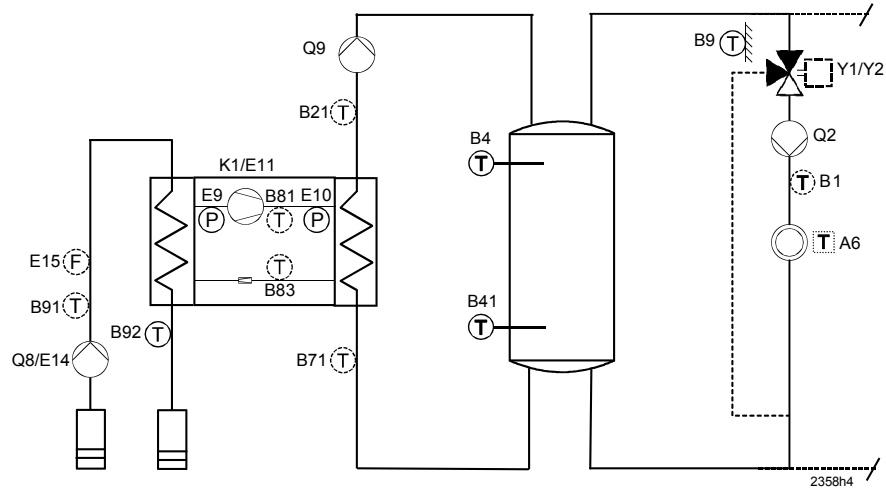 Q9
B9 T
Y1/Y2
B21 T
Q2
B4
T
K1/E11
E9 B81 E10
P T P
T B1
E15 F
T
B83
T A6
B91 T
B92 T
B41
T
Q8/E14
B71 T
2358h4